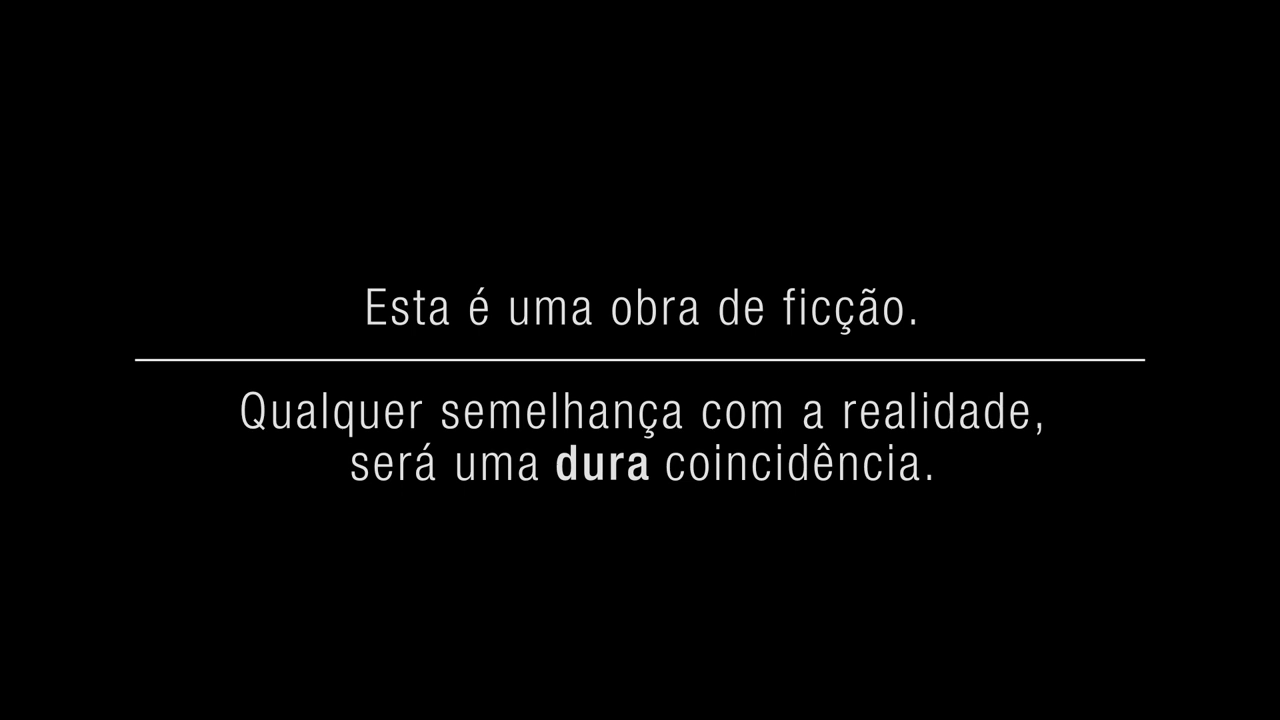 Esta é uma obra de ficção.
Qualquer semelhança com a realidade,
será uma dura coincidência.